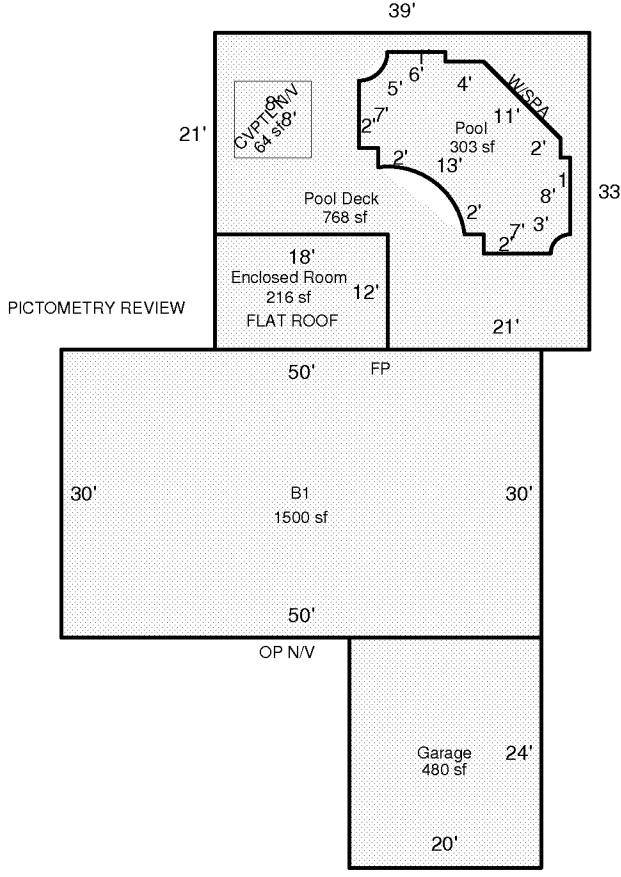 39'
6'
1'
5'
4'
W/SPA
11'
CVPTL N/V
8'
8'
64 sf
7'
2'
Pool
303 sf
2'
21'
2'
13'
1
33
8'
Pool Deck
768 sf
2'
3'
7'
2'
18'
Enclosed Room
216 sf
12'
FLAT ROOF
PICTOMETRY REVIEW
21'
50'
FP
30'
B1
1500 sf
30'
50'
OP N/V
Garage
480 sf
24'
20'